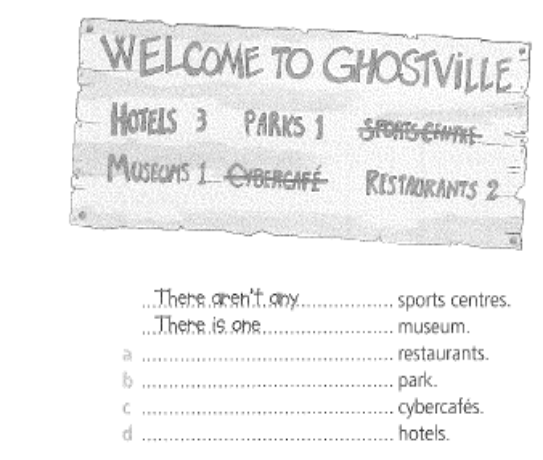 WELCOME TO GHOSTVILLE
HOTELS 3 PARKS 1 SPORTS CENTRE
MUSEUMS 1 CYBERCAFÉ RESTAURANTS 2
There aren't any sports centres.
There is one museum.
a restaurants.
b park.
c cybercafés.
d hotels.